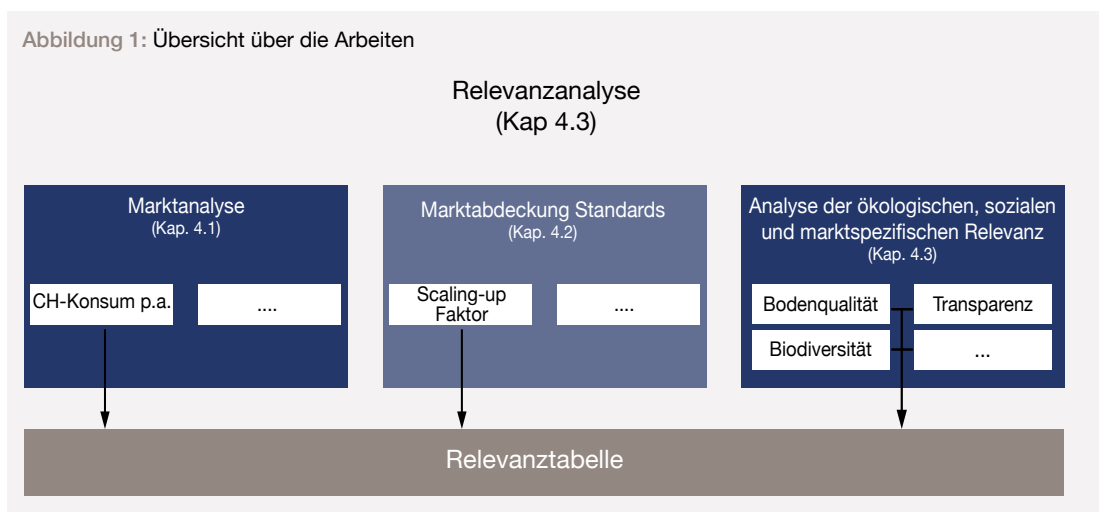 Abbildung 1: Übersicht über die Arbeiten
Relevanzanalyse
(Kap 4.3)
Marktanalyse
(Kap. 4.1)
CH-Konsum p.a.
....
Marktabdeckung Standards
(Kap. 4.2)
Scaling-up
Faktor
....
Analyse der ökologischen, sozialen
und marktspezifischen Relevanz
(Kap. 4.3)
Bodenqualität
Transparenz
Biodiversität
...
Relevanztabelle